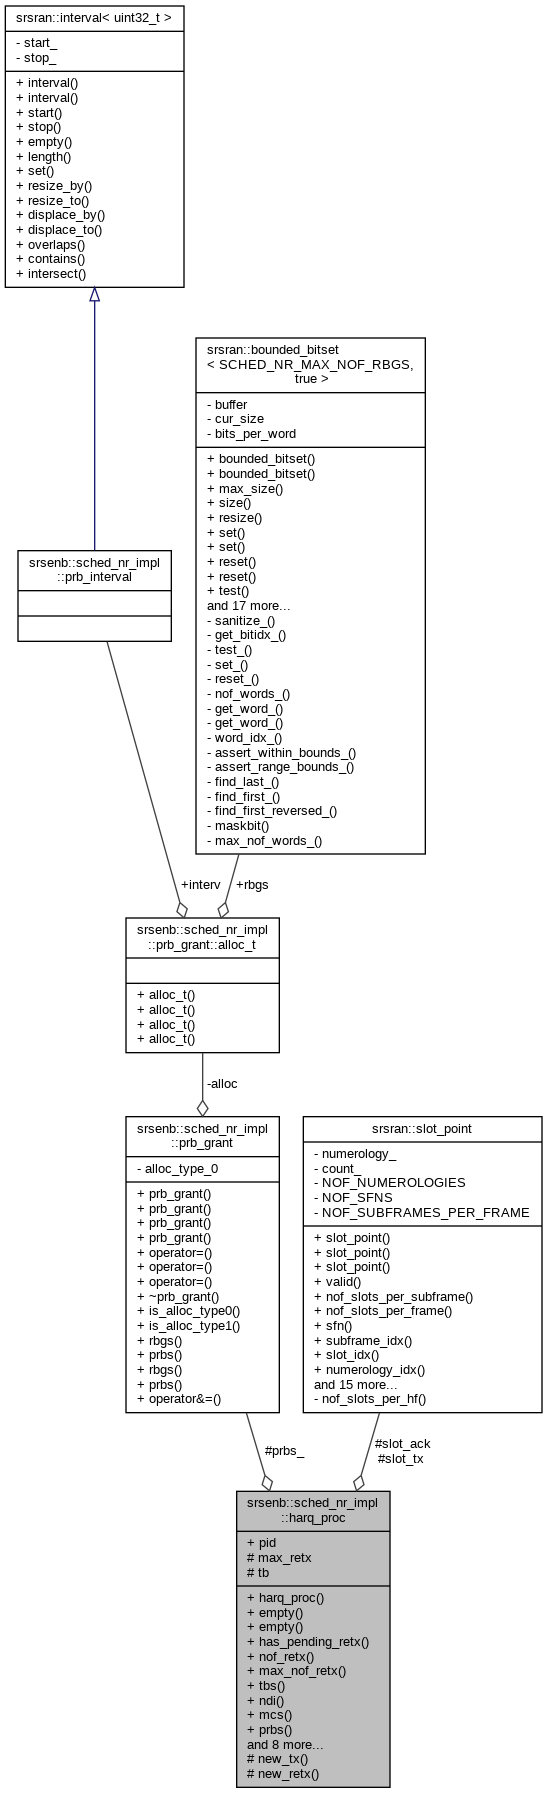 srsran::interval< uint32_t >
- start_
- stop_
+ interval()
+ interval()
+ start()
+ stop()
+ empty()
+ length()
+ set()
+ resize_by()
+ resize_to()
+ displace_by()
+ displace_to()
+ overlaps()
+ contains()
+ intersect()
srsran::bounded_bitset
< SCHED_NR_MAX_NOF_RBGS,
true >
- buffer
- cur_size
- bits_per_word
+ bounded_bitset()
+ bounded_bitset()
+ max_size()
+ size()
+ resize()
+ set()
+ set()
+ reset()
+ reset()
+ test()
and 17 more...
- sanitize_()
- get_bitidx_()
- test_()
- set_()
- reset_()
- nof_words_()
- get_word_()
- get_word_()
- word_idx_()
- assert_within_bounds_()
- assert_range_bounds_()
- find_last_()
- find_first_()
- find_first_reversed_()
- maskbit()
- max_nof_words_()
srsenb::sched_nr_impl
::prb_interval
+interv
+rbgs
srsenb::sched_nr_impl
::prb_grant::alloc_t
+ alloc_t()
+ alloc_t()
+ alloc_t()
+ alloc_t()
-alloc
srsenb::sched_nr_impl
::prb_grant
- alloc_type_0
+ prb_grant()
+ prb_grant()
+ prb_grant()
+ prb_grant()
+ operator=()
+ operator=()
+ operator=()
+ ~prb_grant()
+ is_alloc_type0()
+ is_alloc_type1()
+ rbgs()
+ prbs()
+ rbgs()
+ prbs()
+ operator&=()
srsran::slot_point
- numerology_
- count_
- NOF_NUMEROLOGIES
- NOF_SFNS
- NOF_SUBFRAMES_PER_FRAME
+ slot_point()
+ slot_point()
+ slot_point()
+ valid()
+ nof_slots_per_subframe()
+ nof_slots_per_frame()
+ sfn()
+ subframe_idx()
+ slot_idx()
+ numerology_idx()
and 15 more...
- nof_slots_per_hf()
#prbs_
#slot_ack
#slot_tx
srsenb::sched_nr_impl
::harq_proc
+ pid
# max_retx
# tb
+ harq_proc()
+ empty()
+ empty()
+ has_pending_retx()
+ nof_retx()
+ max_nof_retx()
+ tbs()
+ ndi()
+ mcs()
+ prbs()
and 8 more...
# new_tx()
# new_retx()